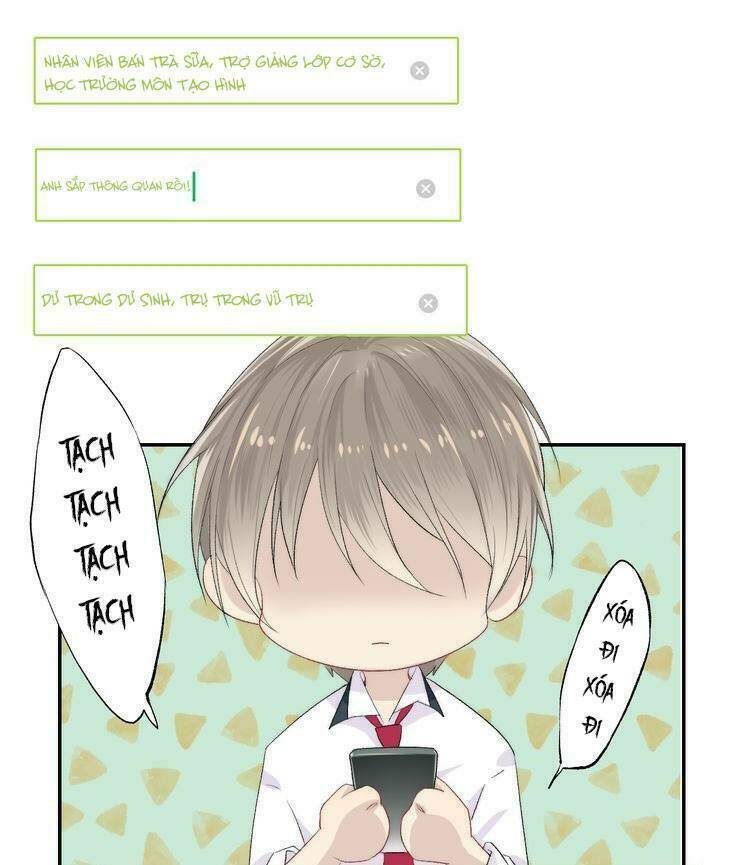 NHÂN VIÊN BÁN TRÀ SỮA, TRỢ GIẢNG LỚP CƠ SỞ,
HỌC TRƯỜNG MÔN TẠO HÌNH
ANH SẮP THÔNG QUAN RỒI!
DƯ TRONG DƯ SINH, TRỤ TRONG VŨ TRỤ
TẠCH
TẠCH
TẠCH
TẠCH
XÓA
ĐI
XÓA
ĐI